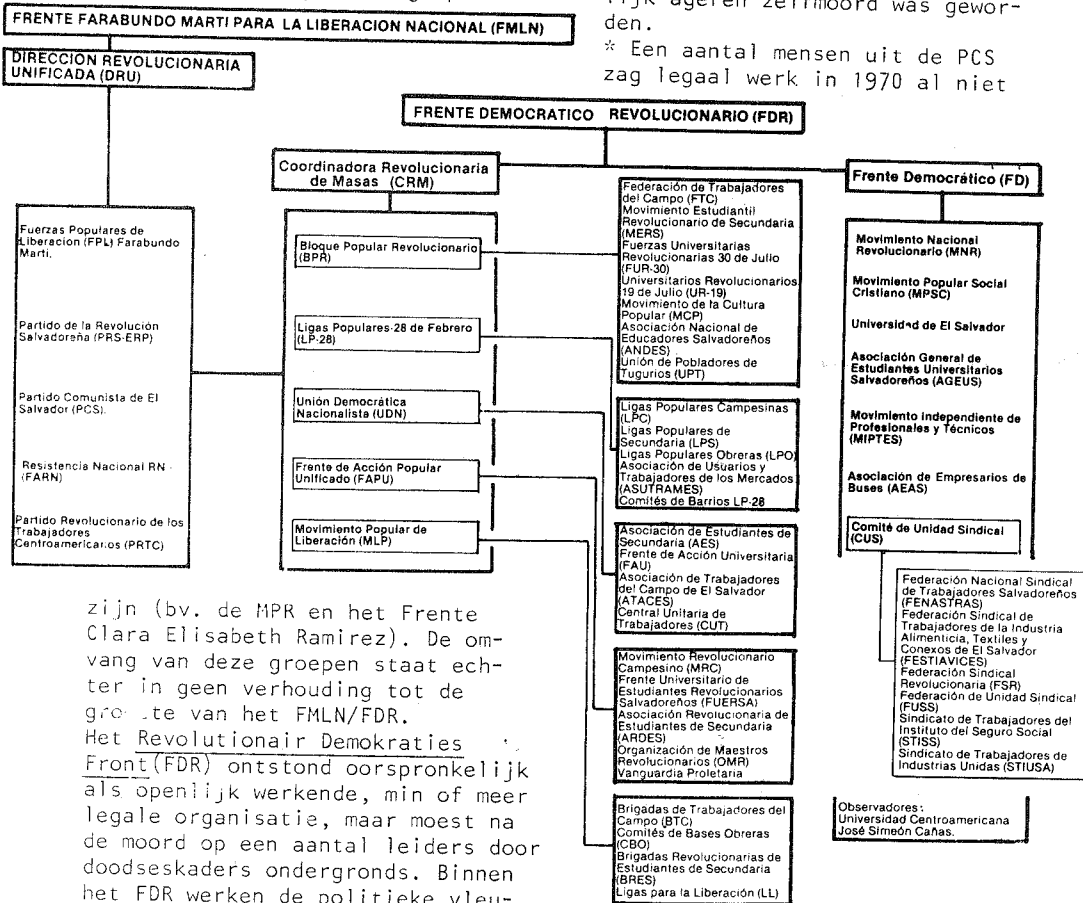 lijk ageren zelfmoord was gewor-
den.
* Een aantal mensen uit de PCS
zag legaal werk in 1970 al niet
FRENTE FARABUNDO MARTI PARA LA LIBERACION NACIONAL (FMLN)
DIRECCION REVOLUCIONARIA
UNIFICADA (DRU)
FRENTE DEMOCRATICO REVOLUCIONARIO (FDR)
Coordinadora Revolucionaria
de Masas (CRM)
Frente Democrático (FD)
Fuerzas Populares de
Liberacion (FPL) Farabundo
Marti.
Partido de la Revolución
Salvadoreña (PRS-ERP)
Partido Comunista de El
Salvador (PCS).
Resistencia Nacional RN -
(FARN)
Partido Revolucionario de los
Trabajadores
Centroamericanos (PRTC)
Bloque Popular Revolucionario
(BPR)
Ligas Populares-28 de Febrero
(LP-28)
Unión Democrática
Nacionalista (UDN)
Frente de Acción Popular
Unificado (FAPU)
Movimiento Popular de
Liberación (MLP)
Federación de Trabajadores
del Campo (FTC)
Movimiento Estudiantil
Revolucionario de Secundaria
(MERS)
Fuerzas Universitarias
Revolucionarias 30 de Julio
(FUR-30)
Universitarios Revolucionarios
19 de Julio (UR-19)
Movimiento de la Cultura
Popular (MCP)
Asociación Nacional de
Educadores Salvadoreños
(ANDES)
Unión de Pobladores de
Tugurios (UPT)
Ligas Populares Campesinas
(LPC)
Ligas Populares de
Secundaria (LPS)
Ligas Populares Obreras (LPO)
Asociación de Usuarios y
Trabajadores de los Mercados
(ASUTRAMES)
Comités de Barrios LP-28
Asociación de Estudiantes de
Secundaria (AES)
Frente de Acción Universitaria
(FAU)
Asociación de Trabajadores
del Campo de El Salvador
(ATACES)
Central Unitaria de
Trabajadores (CUT)
Movimiento Revolucionario
Campesino (MRC)
Frente Universitario de
Estudiantes Revolucionarios
Salvadoreños (FUERSA)
Asociación Revolucionaria de
Estudiantes de Secundaria
(ARDES)
Organización de Maestros
Revolucionarios (OMR)
Vanguardia Proletaria
Brigadas de Trabajadores del
Campo (BTC)
Comités de Bases Obreras
(CBO)
Brigadas Revolucionarias de
Estudiantes de Secundaria
(BRES)
Ligas para la Liberación (LL)
Movimiento Nacional
Revolucionario (MNR)
Movimiento Popular Social
Cristiano (MPSC)
Universidad de El Salvador
Asociación General de
Estudiantes Universitarios
Salvadoreños (AGEUS)
Movimiento Independiente de
Profesionales y Técnicos
(MIPTES)
Asociación de Empresarios de
Buses (AEAS)
Comité de Unidad Sindical
(CUS)
Federación Nacional Sindical
de Trabajadores Salvadoreños
(FENASTRAS)
Federación Sindical de
Trabajadores de la Industria
Alimenticia, Textiles y
Conexos de El Salvador
(FESTIAVICES)
Federación Sindical
Revolucionaria (FSR)
Federación de Unidad Sindical
(FUSS)
Sindicato de Trabajadores del
Instituto del Seguro Social
(STISS)
Sindicato de Trabajadores de
Industrias Unidas (STIUSA)
Observadores:
Universidad Centroamericana
José Simeón Cañas.
zijn (bv. de MPR en het Frente
Clara Elisabeth Ramirez). De om-
vang van deze groepen staat ech-
ter in geen verhouding tot de
van het FMLN/FDR.
Het Revolutionair Demokraties
Front(FDR) ontstond oorspronkelijk
als openlijk werkende, min of meer
legale organisatie, maar moest na
de moord op een aantal leiders door
doodseskaders ondergronds. Binnen
het FDR werken de politieke vleu-